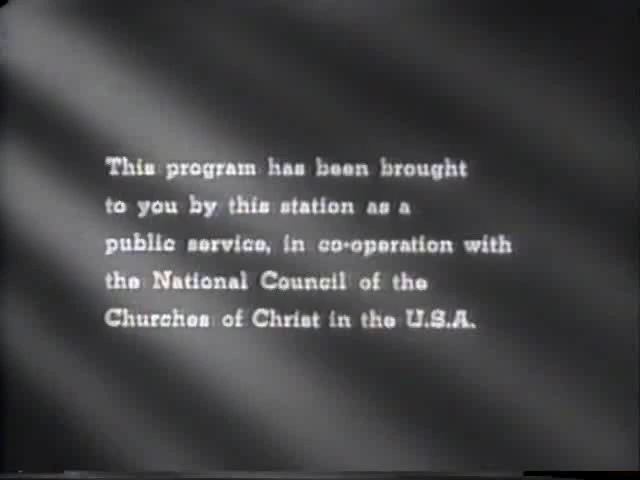 This program has been brought
to you by this station as a
public service, in co-operation with
the National Council of the
Churches of Christ in the U.S.A.